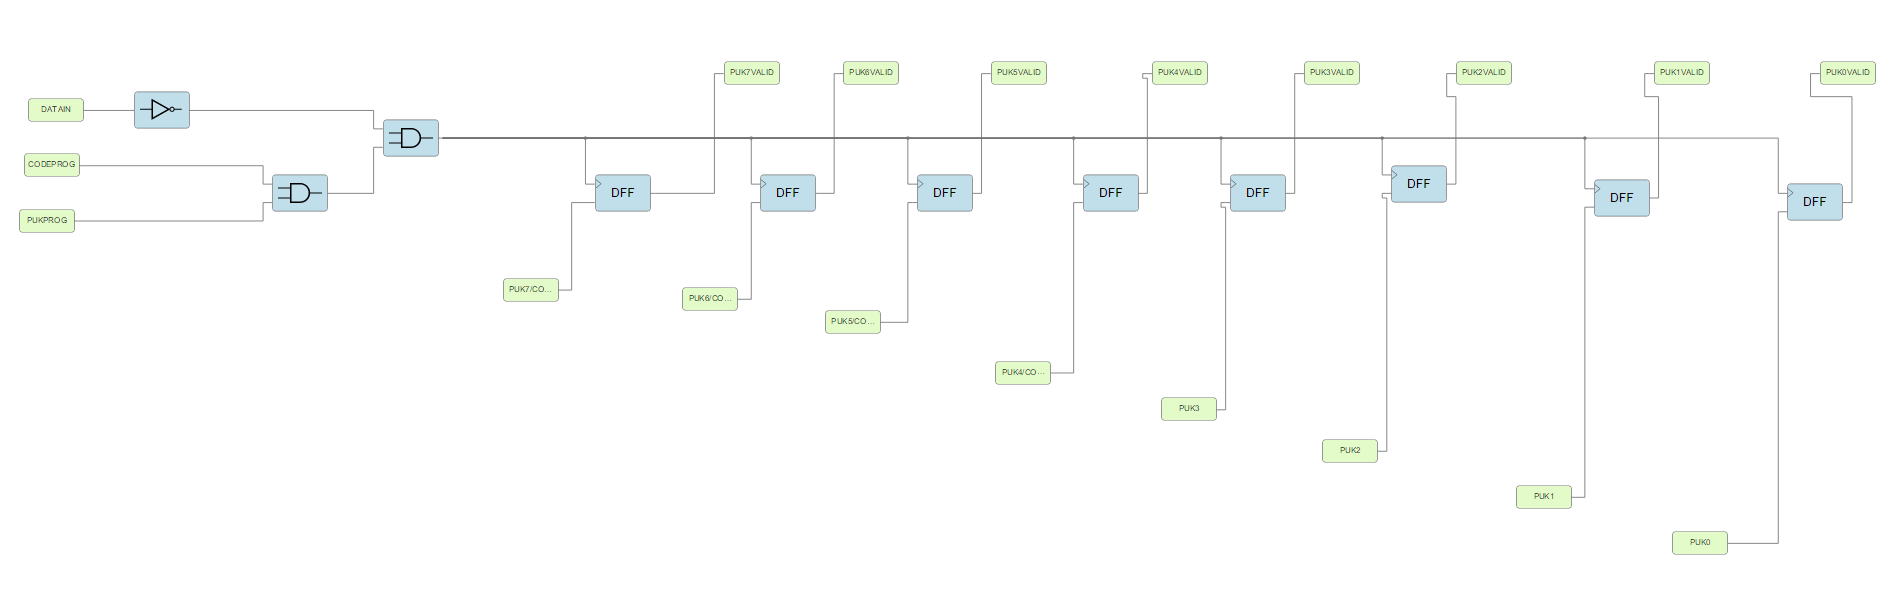 PUK7VALID
PUK6VALID
PUK5VALID
PUK4VALID
PUK3VALID
PUK2VALID
PUK1VALID
PUK0VALID
DATAIN
CODEPROG
PUKPROG
DFF
DFF
DFF
DFF
DFF
DFF
DFF
DFF
PUK7/CO...
PUK6/CO...
PUK5/CO...
PUK4/CO...
PUK3
PUK2
PUK1
PUK0